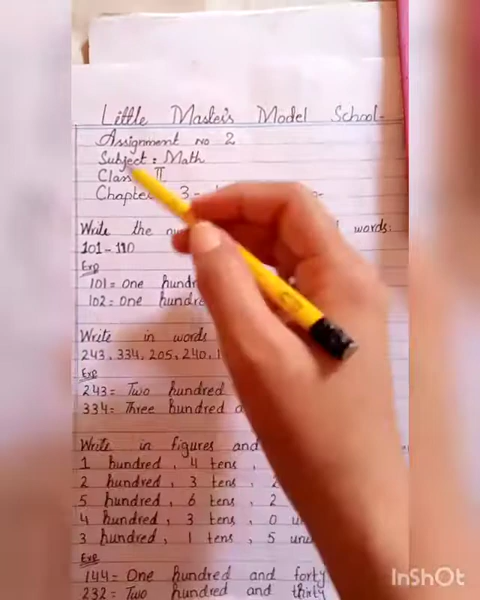 Little Master's Model School
Assignment no 2
Subject : Math
Class II
Chapter 3
Write the words.
101-110
Exp
101 = One
102 = One
Write in words
243, 334, 205, 240,
Exp
243 = Two hundred
334 = Three hundred
Write in figures and
1 hundred, 4 tens,
2 hundred, 3 tens, 2
5 hundred, 6 tens, 2
4 hundred, 3 tens, 0
3 hundred, 1 tens, 5
Exp
144 = One hundred and forty
232 = Two hundred and thirty
InShOt